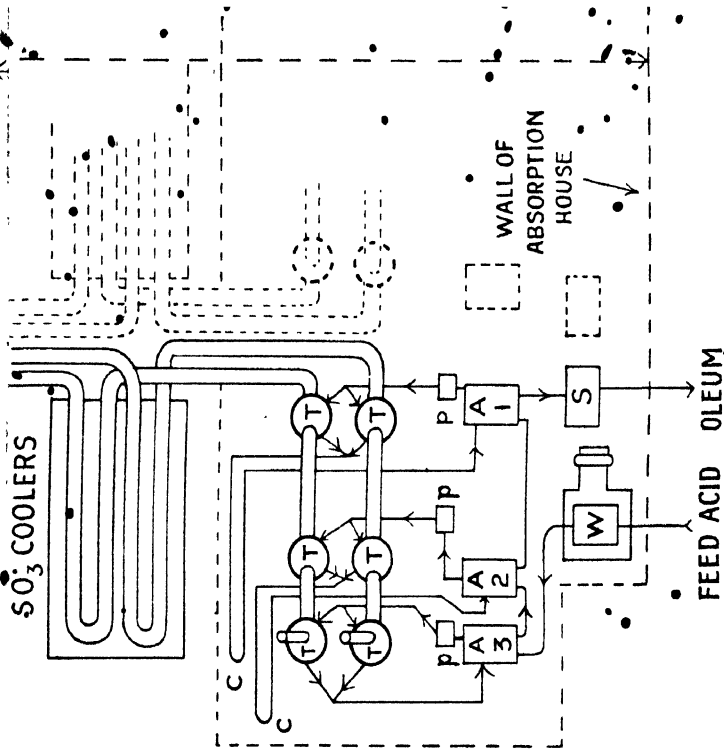 SO3 COOLERS
WALL OF
ABSORPTION
HOUSE
T
T
T
T
T
T
P
P
P
A
1
A
2
A
3
S
W
C
C
FEED ACID
OLEUM